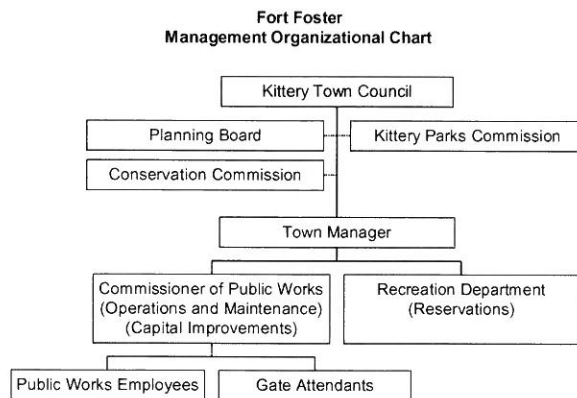 Fort Foster
Management Organizational Chart
Kittery Town Council
Planning Board
Kittery Parks Commission
Conservation Commission
Town Manager
Commissioner of Public Works
(Operations and Maintenance)
(Capital Improvements)
Recreation Department
(Reservations)
Public Works Employees
Gate Attendants